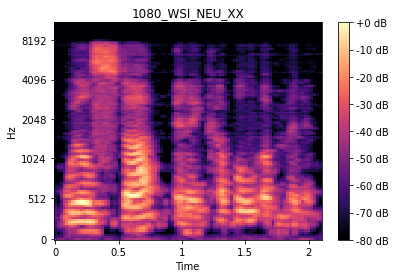 1080_WSI_NEU_XX
+0 dB
8192
-10 dB
4096
-20 dB
-30 dB
2048
Hz
-40 dB
1024
-50 dB
512
-60 dB
-70 dB
0
-80 dB
0
0.5
1
1.5
2
Time